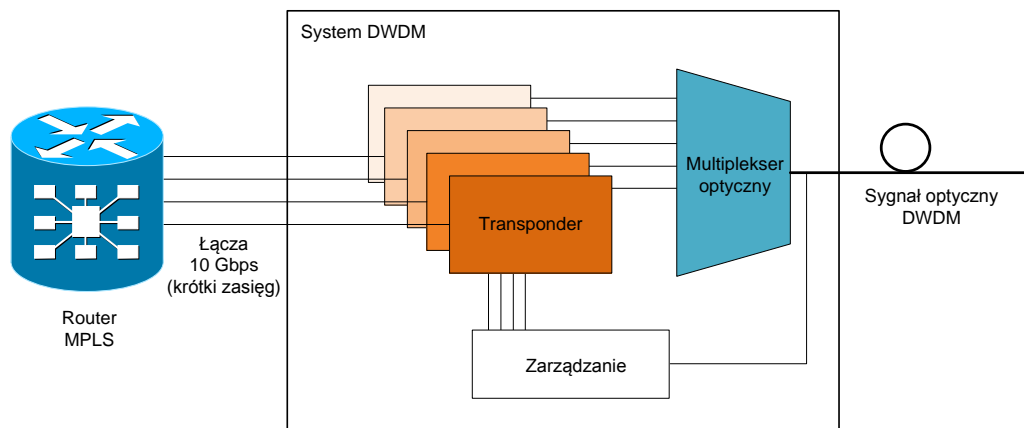 System DWDM
Multiplekser
optyczny
Transponder
Sygnał optyczny
DWDM
Łącza
10 Gbps
(krótki zasięg)
Router
MPLS
Zarządzanie